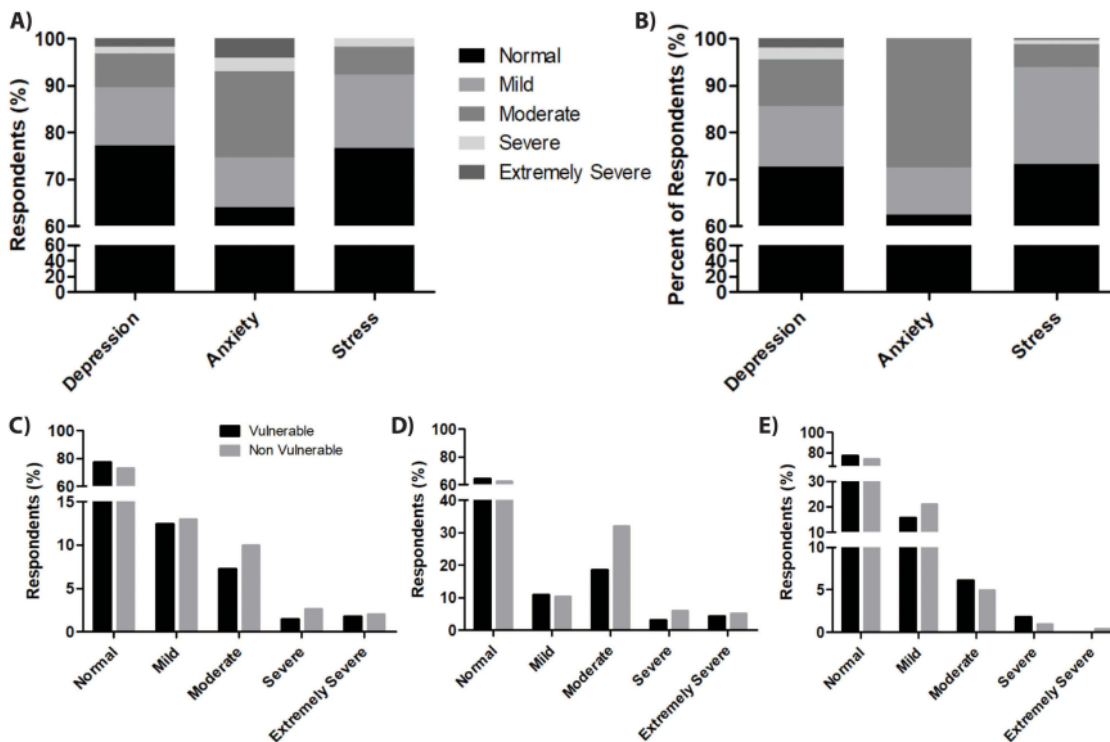 A)
Respondents (%)
100
90
80
70
60
60
40
20
0
Depression
Anxiety
Stress
Normal
Mild
Moderate
Severe
Extremely Severe
B)
Percent of Respondents (%)
100
90
80
70
60
60
40
20
0
Depression
Anxiety
Stress
C)
Respondents (%)
100
80
60
15
10
5
0
Vulnerable
Non Vulnerable
Normal
Mild
Moderate
Severe
Extremely Severe
D)
Respondents (%)
100
80
60
40
30
20
10
0
Normal
Mild
Moderate
Severe
Extremely Severe
E)
Respondents (%)
100
80
30
20
10
10
5
0
Normal
Mild
Moderate
Severe
Extremely Severe